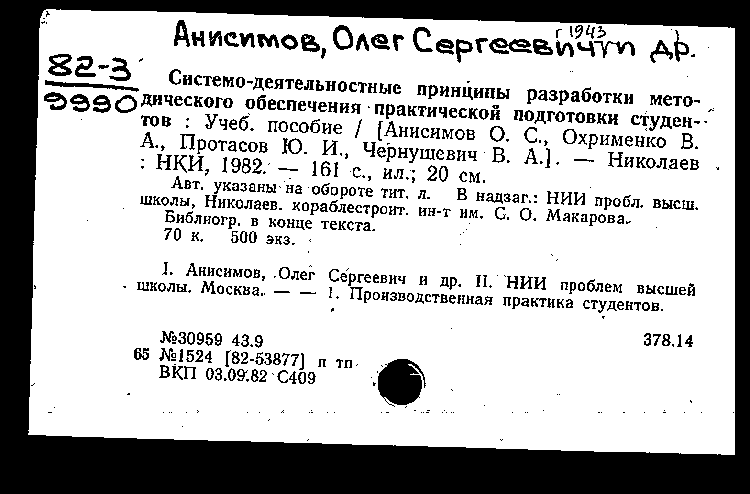 г 1943
Анисимов, Олег Сергеевич и др.
82-3
9990
Системо-деятельностные принципы разработки мето-
дического обеспечения практической подготовки студен-
тов : Учеб. пособие / [Анисимов О. С., Охрименко В.
А., Протасов Ю. И., Чернушевич В. А.]. — Николаев
: НКИ, 1982. — 161 с., ил.; 20 см.
Авт. указаны на обороте тит. л. В надзаг.: НИИ пробл. высш.
школы, Николаев. кораблестроит. ин-т им. С. О. Макарова.
Библиогр. в конце текста.
70 к. 500 экз.
I. Анисимов, Олег Сергеевич и др. II. НИИ проблем высшей
школы. Москва. — — 1. Производственная практика студентов.
№30959 43.9 378.14
65 №1524 [82-53877] п тп
ВКП 03.09.82 С409